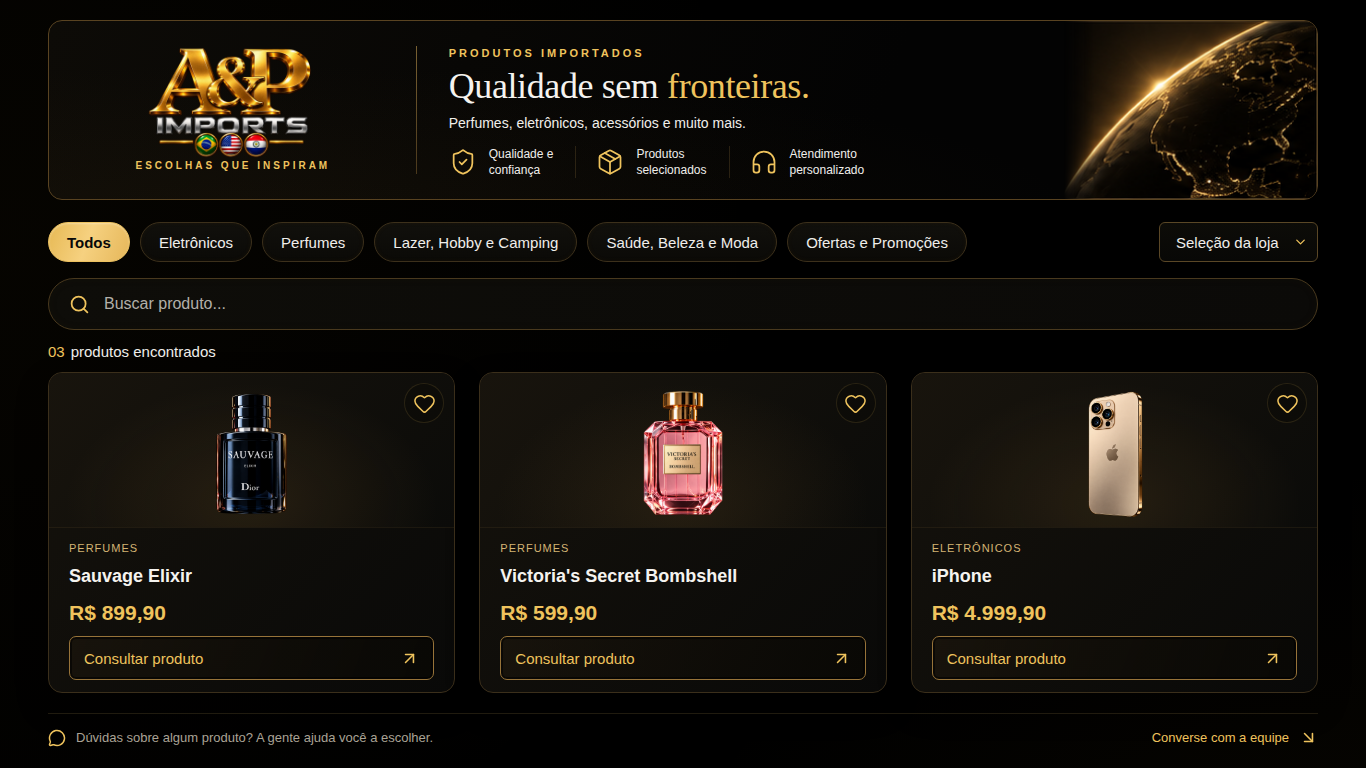 A&P
IMPORTS
ESCOLHAS QUE INSPIRAM
PRODUTOS IMPORTADOS
Qualidade sem fronteiras.
Perfumes, eletrônicos, acessórios e muito mais.
Qualidade e
confiança
Produtos
selecionados
Atendimento
personalizado
Todos
Eletrônicos
Perfumes
Lazer, Hobby e Camping
Saúde, Beleza e Moda
Ofertas e Promoções
Seleção da loja
Buscar produto...
03 produtos encontrados
SAUVAGE
ELIXIR
Dior
VICTORIA'S
SECRET
BOMBSHELL
PERFUMES
Sauvage Elixir
R$ 899,90
Consultar produto
PERFUMES
Victoria's Secret Bombshell
R$ 599,90
Consultar produto
ELETRÔNICOS
iPhone
R$ 4.999,90
Consultar produto
Dúvidas sobre algum produto? A gente ajuda você a escolher.
Converse com a equipe